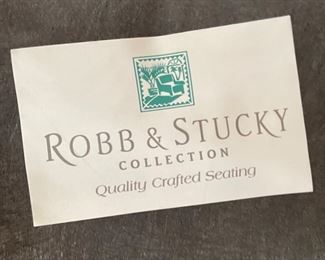 ROBB & STUCKY
COLLECTION
Quality Crafted Seating